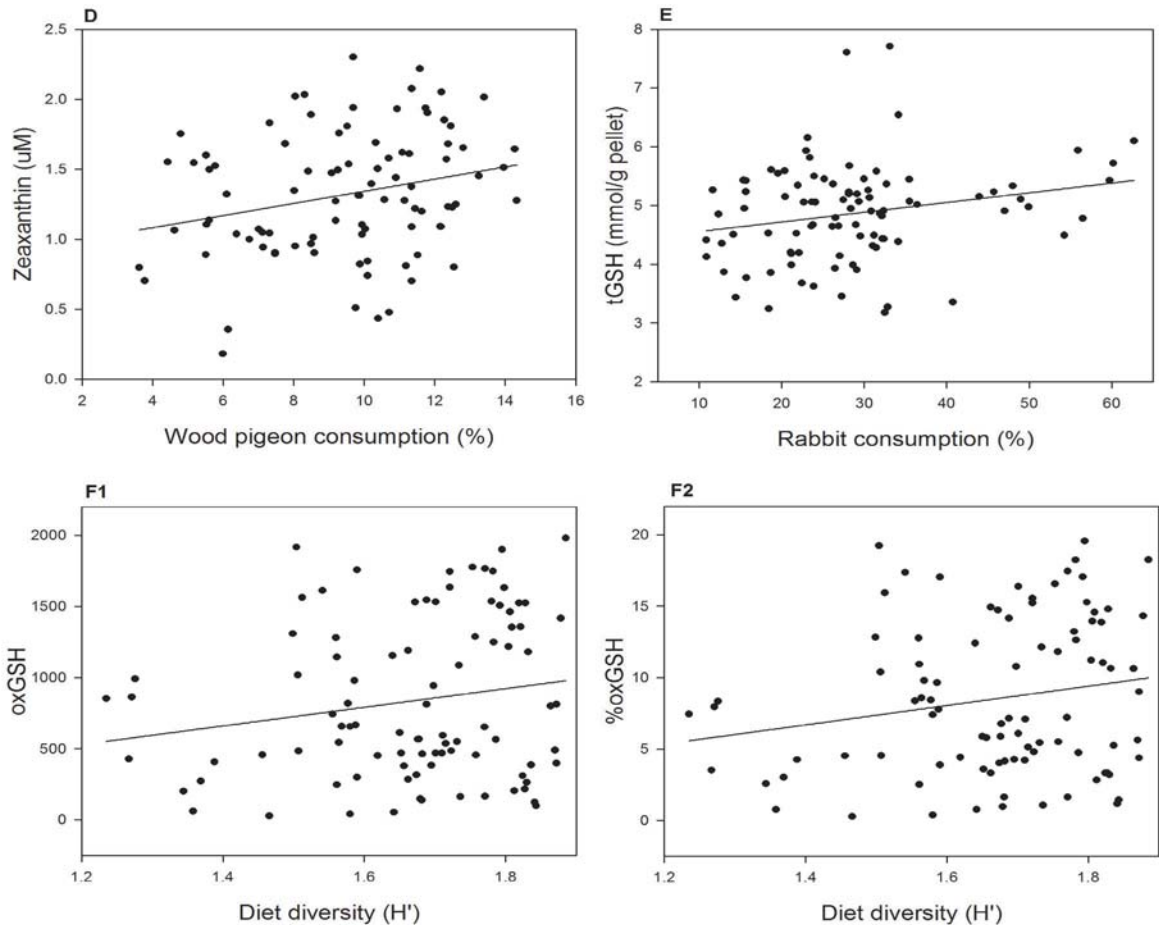 D
2.5
2.0
1.5
1.0
0.5
0.0
Zeaxanthin (uM)
2 4 6 8 10 12 14 16
Wood pigeon consumption (%)
E
8
7
6
5
4
3
2
tGSH (mmol/g pellet)
10 20 30 40 50 60
Rabbit consumption (%)
F1
2000
1500
1000
500
0
oxGSH
1.2 1.4 1.6 1.8
Diet diversity (H')
F2
20
15
10
5
0
%oxGSH
1.2 1.4 1.6 1.8
Diet diversity (H')